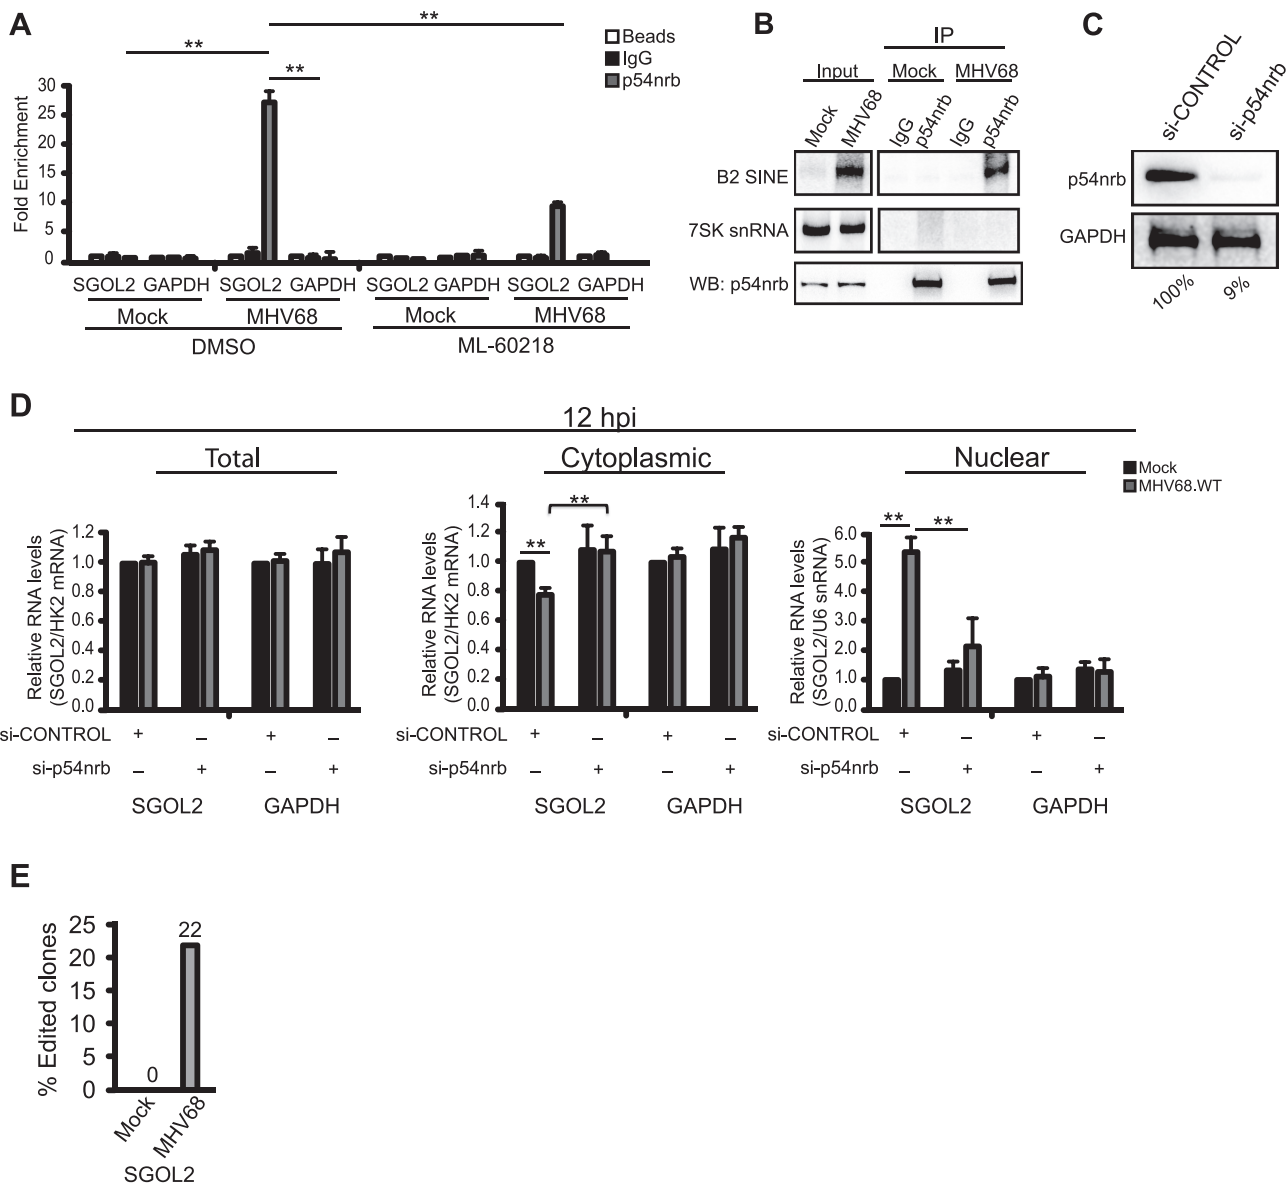 A
**
**
**
Beads
IgG
p54nrb
Fold Enrichment
30
25
20
15
10
5
0
SGOL2 GAPDH SGOL2 GAPDH SGOL2 GAPDH SGOL2 GAPDH
Mock MHV68 Mock MHV68
DMSO ML-60218
B
IP
Input Mock MHV68
Mock MHV68 IgG p54nrb IgG p54nrb
B2 SINE
7SK snRNA
WB: p54nrb
C
si-CONTROL si-p54nrb
p54nrb
GAPDH
100% 9%
D
12 hpi
Total
Relative RNA levels
(SGOL2/HK2 mRNA)
1.2
1.0
0.8
0.6
0.4
0.2
0.0
si-CONTROL + – + –
si-p54nrb – + – +
SGOL2 GAPDH
Cytoplasmic
Relative RNA levels
(SGOL2/HK2 mRNA)
1.4
1.2
1.0
0.8
0.6
0.4
0.2
0.0
**
**
si-CONTROL + – + –
si-p54nrb – + – +
SGOL2 GAPDH
Nuclear
Mock
MHV68.WT
Relative RNA levels
(SGOL2/U6 snRNA)
6.0
5.0
4.0
3.0
2.0
1.0
0.0
** **
si-CONTROL + – + –
si-p54nrb – + – +
SGOL2 GAPDH
E
% Edited clones
25
20
15
10
5
0
0
22
Mock MHV68
SGOL2